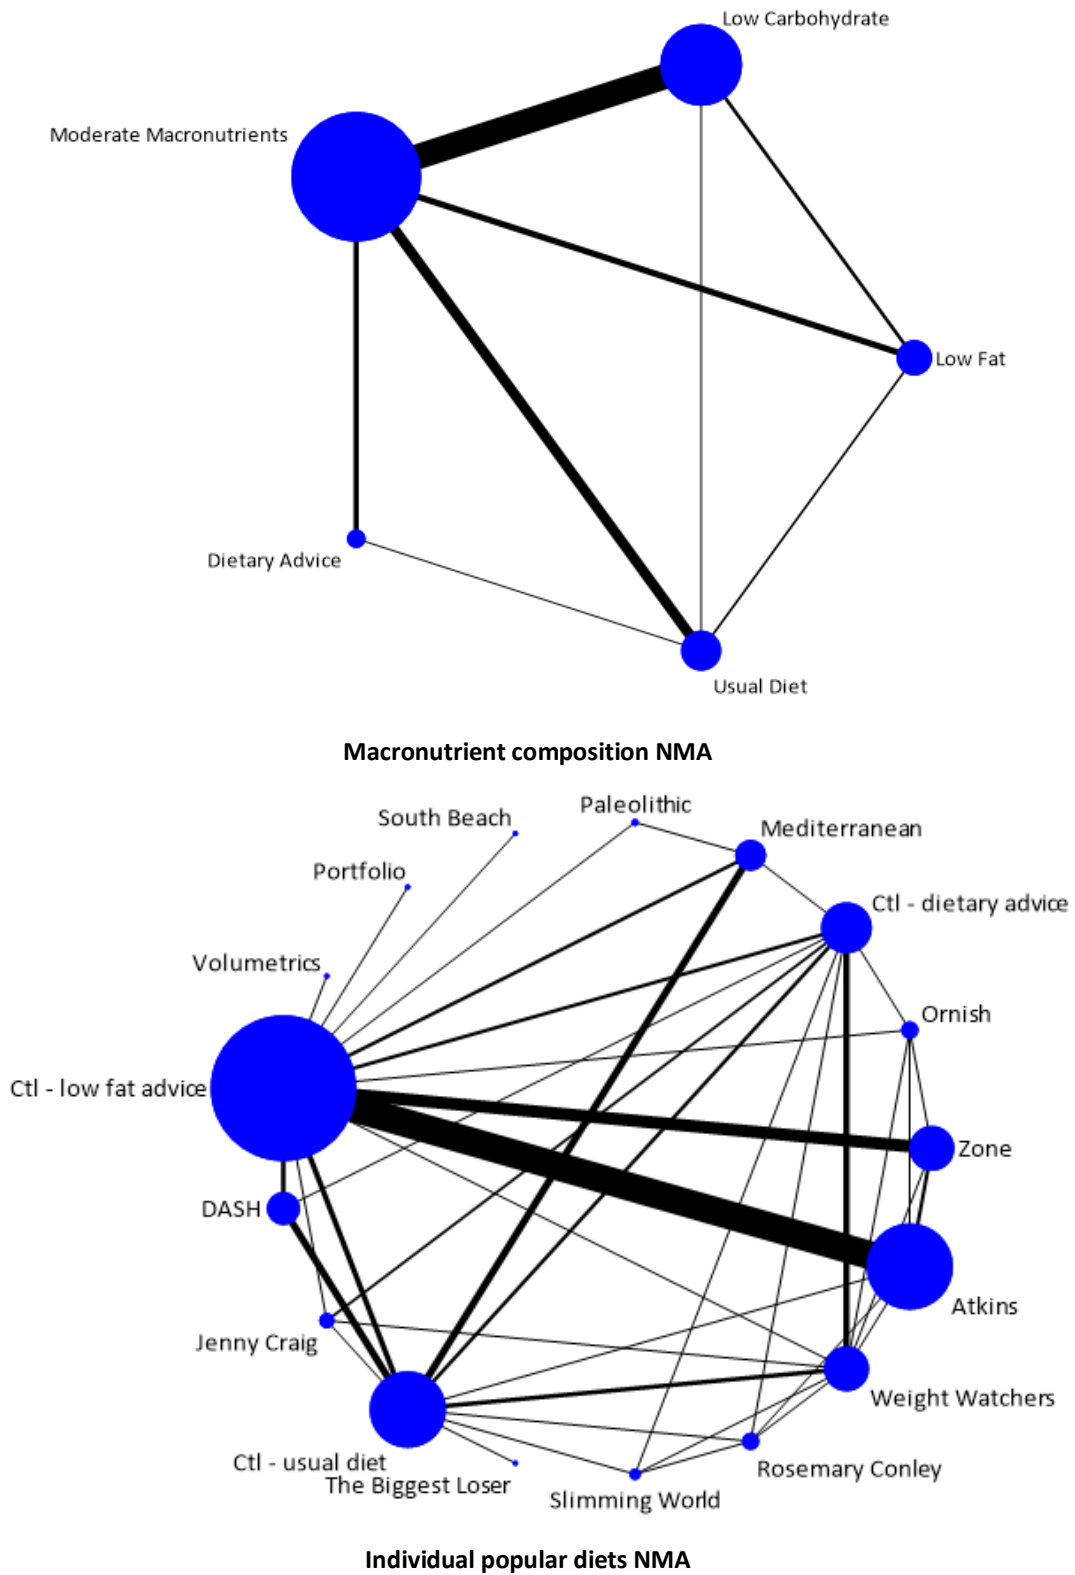 Low Carbohydrate
Moderate Macronutrients
Low Fat
Dietary Advice
Usual Diet
Macronutrient composition NMA
Paleolithic
South Beach
Mediterranean
Portfolio
Ctl - dietary advice
Volumetrics
Ornish
Ctl - low fat advice
Zone
DASH
Atkins
Jenny Craig
Weight Watchers
Ctl - usual diet
Rosemary Conley
The Biggest Loser
Slimming World
Individual popular diets NMA